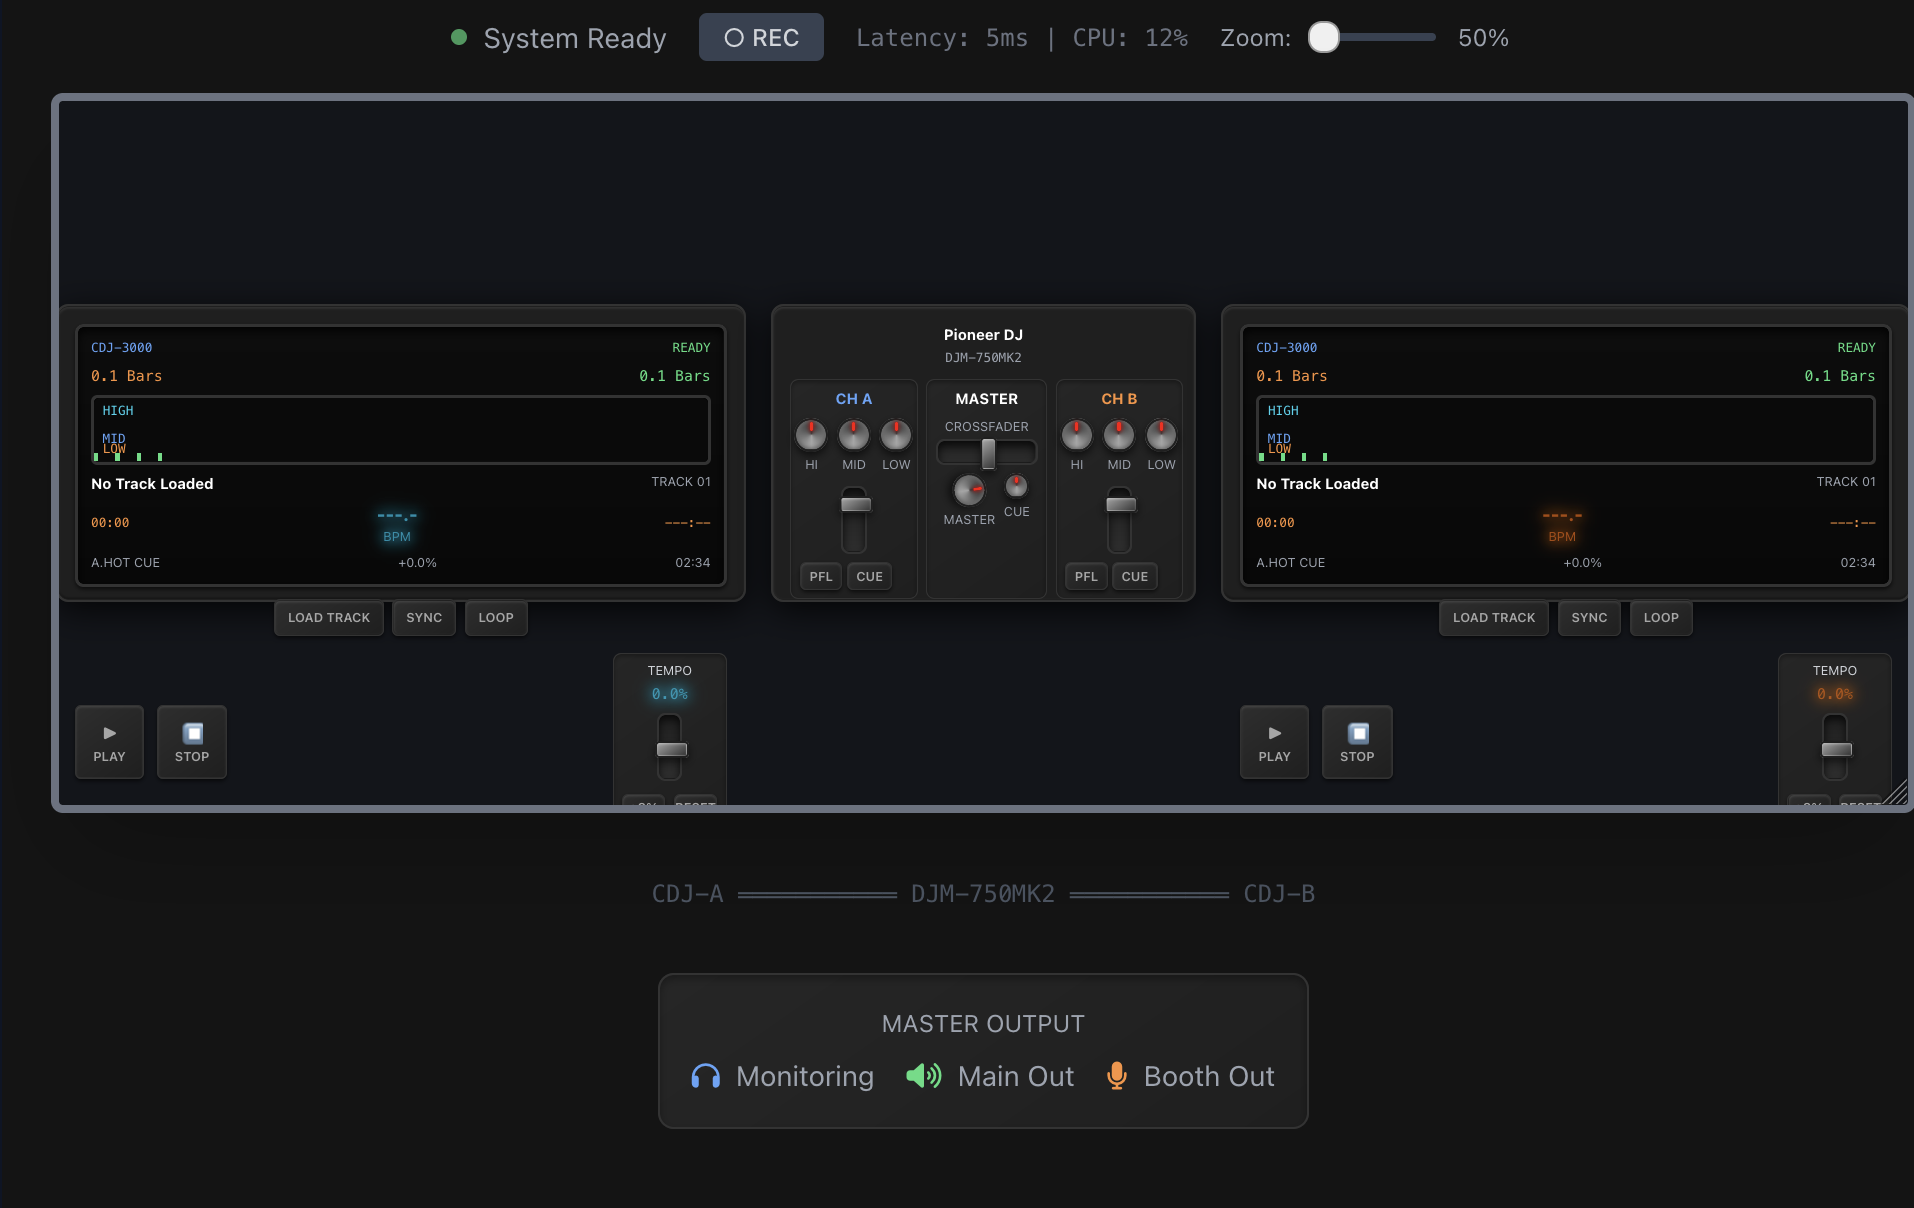 System Ready
REC
Latency: 5ms | CPU: 12%
Zoom:
50%
CDJ-3000
READY
0.1 Bars
0.1 Bars
HIGH
MID
LOW
No Track Loaded
TRACK 01
00:00
---.-
BPM
---:--
A.HOT CUE
+0.0%
02:34
LOAD TRACK
SYNC
LOOP
TEMPO
0.0%
PLAY
STOP
RESET
Pioneer DJ
DJM-750MK2
CH A
HI
MID
LOW
PFL
CUE
MASTER
CROSSFADER
MASTER
CUE
CH B
HI
MID
LOW
PFL
CUE
CDJ-3000
READY
0.1 Bars
0.1 Bars
HIGH
MID
LOW
No Track Loaded
TRACK 01
00:00
---.-
BPM
---:--
A.HOT CUE
+0.0%
02:34
LOAD TRACK
SYNC
LOOP
TEMPO
0.0%
PLAY
STOP
RESET
CDJ-A
DJM-750MK2
CDJ-B
MASTER OUTPUT
Monitoring
Main Out
Booth Out